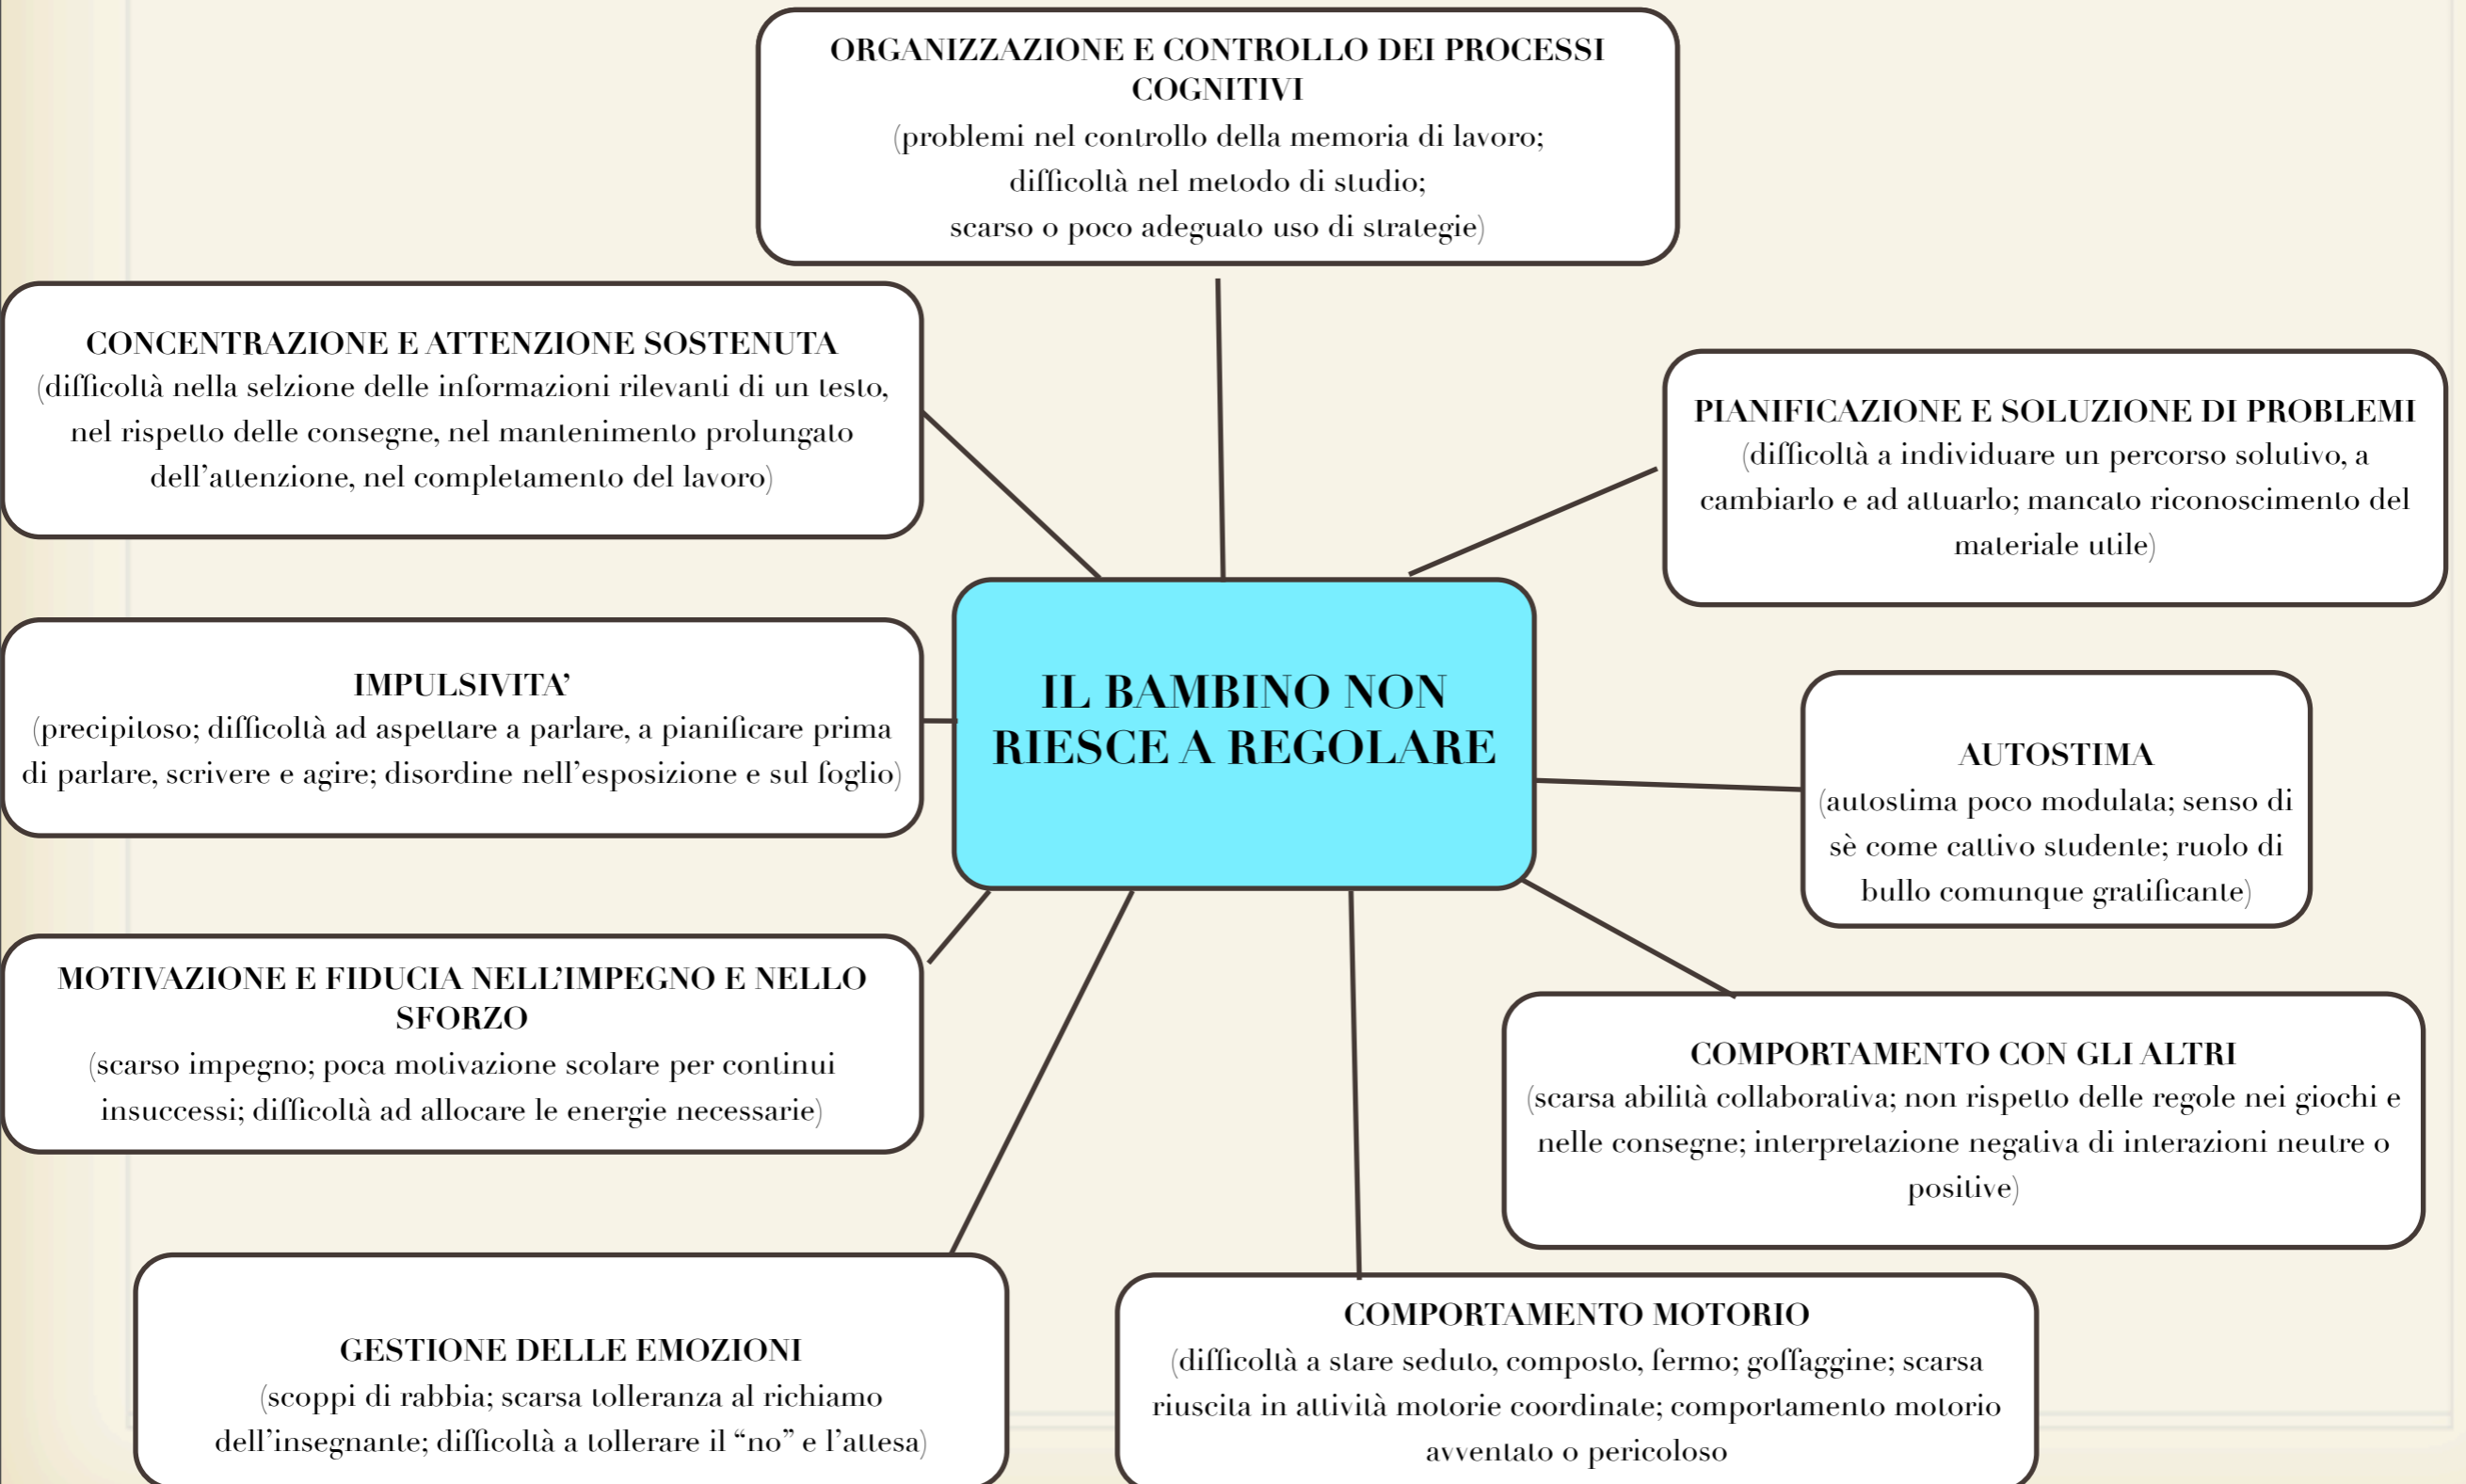 ORGANIZZAZIONE E CONTROLLO DEI PROCESSI
COGNITIVI
(problemi nel controllo della memoria di lavoro;
difficoltà nel metodo di studio;
scarso o poco adeguato uso di strategie)
CONCENTRAZIONE E ATTENZIONE SOSTENUTA
(difficoltà nella selzione delle informazioni rilevanti di un testo,
nel rispetto delle consegne, nel mantenimento prolungato
dell’attenzione, nel completamento del lavoro)
PIANIFICAZIONE E SOLUZIONE DI PROBLEMI
(difficoltà a individuare un percorso solutivo, a
cambiarlo e ad attuarlo; mancato riconoscimento del
materiale utile)
IMPULSIVITA’
(precipitoso; difficoltà ad aspettare a parlare, a pianificare prima
di parlare, scrivere e agire; disordine nell’esposizione e sul foglio)
IL BAMBINO NON
RIESCE A REGOLARE
AUTOSTIMA
(autostima poco modulata; senso di
sè come cattivo studente; ruolo di
bullo comunque gratificante)
MOTIVAZIONE E FIDUCIA NELL’IMPEGNO E NELLO
SFORZO
(scarso impegno; poca motivazione scolare per continui
insuccessi; difficoltà ad allocare le energie necessarie)
COMPORTAMENTO CON GLI ALTRI
(scarsa abilità collaborativa; non rispetto delle regole nei giochi e
nelle consegne; interpretazione negativa di interazioni neutre o
positive)
GESTIONE DELLE EMOZIONI
(scoppi di rabbia; scarsa tolleranza al richiamo
dell’insegnante; difficoltà a tollerare il “no” e l’attesa)
COMPORTAMENTO MOTORIO
(difficoltà a stare seduto, composto, fermo; goffaggine; scarsa
riuscita in attività motorie coordinate; comportamento motorio
avventato o pericoloso